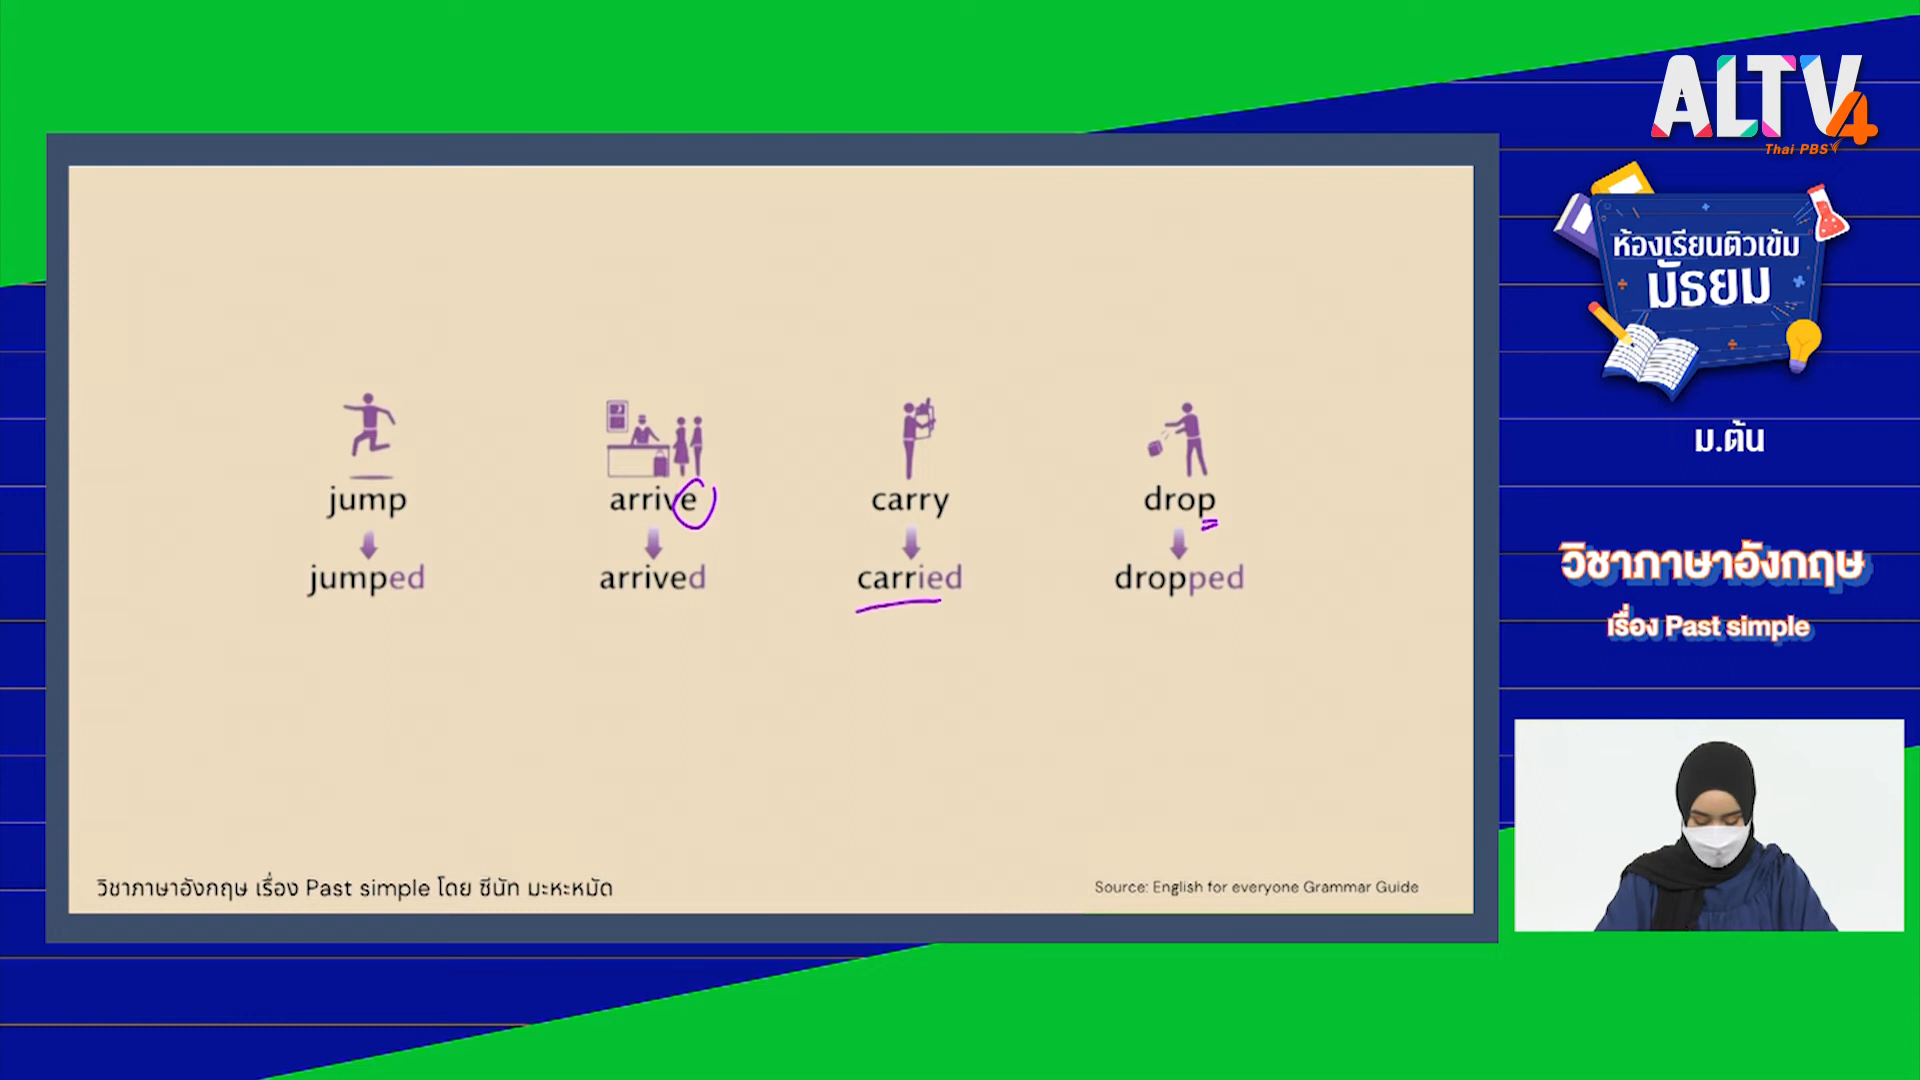 ALTV4
Thai PBS
ห้องเรียนติวเข้ม
มัธยม
ม.ต้น
วิชาภาษาอังกฤษ
เรื่อง Past simple
jump arrive carry drop
jumped arrived carried dropped
วิชาภาษาอังกฤษ เรื่อง Past simple โดย ซีนัท มะหะหมัด
Source: English for everyone Grammar Guide